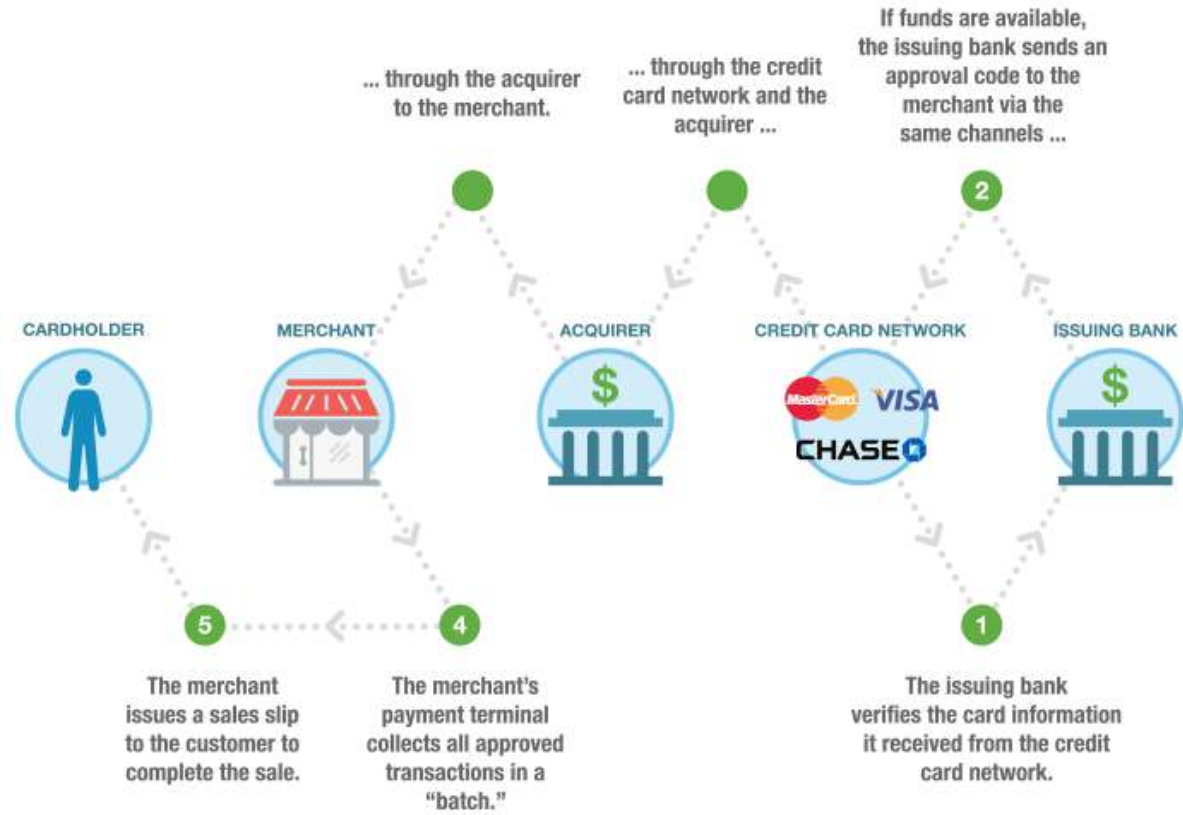 If funds are available,
the issuing bank sends an
approval code to the
merchant via the
same channels ...
... through the credit
card network and the
acquirer ...
... through the acquirer
to the merchant.
2
CARDHOLDER
MERCHANT
ACQUIRER
CREDIT CARD NETWORK
ISSUING BANK
$
MasterCard
VISA
CHASE
$
5
4
1
The merchant
issues a sales slip
to the customer to
complete the sale.
The merchant's
payment terminal
collects all approved
transactions in a
“batch.”
The issuing bank
verifies the card information
it received from the credit
card network.